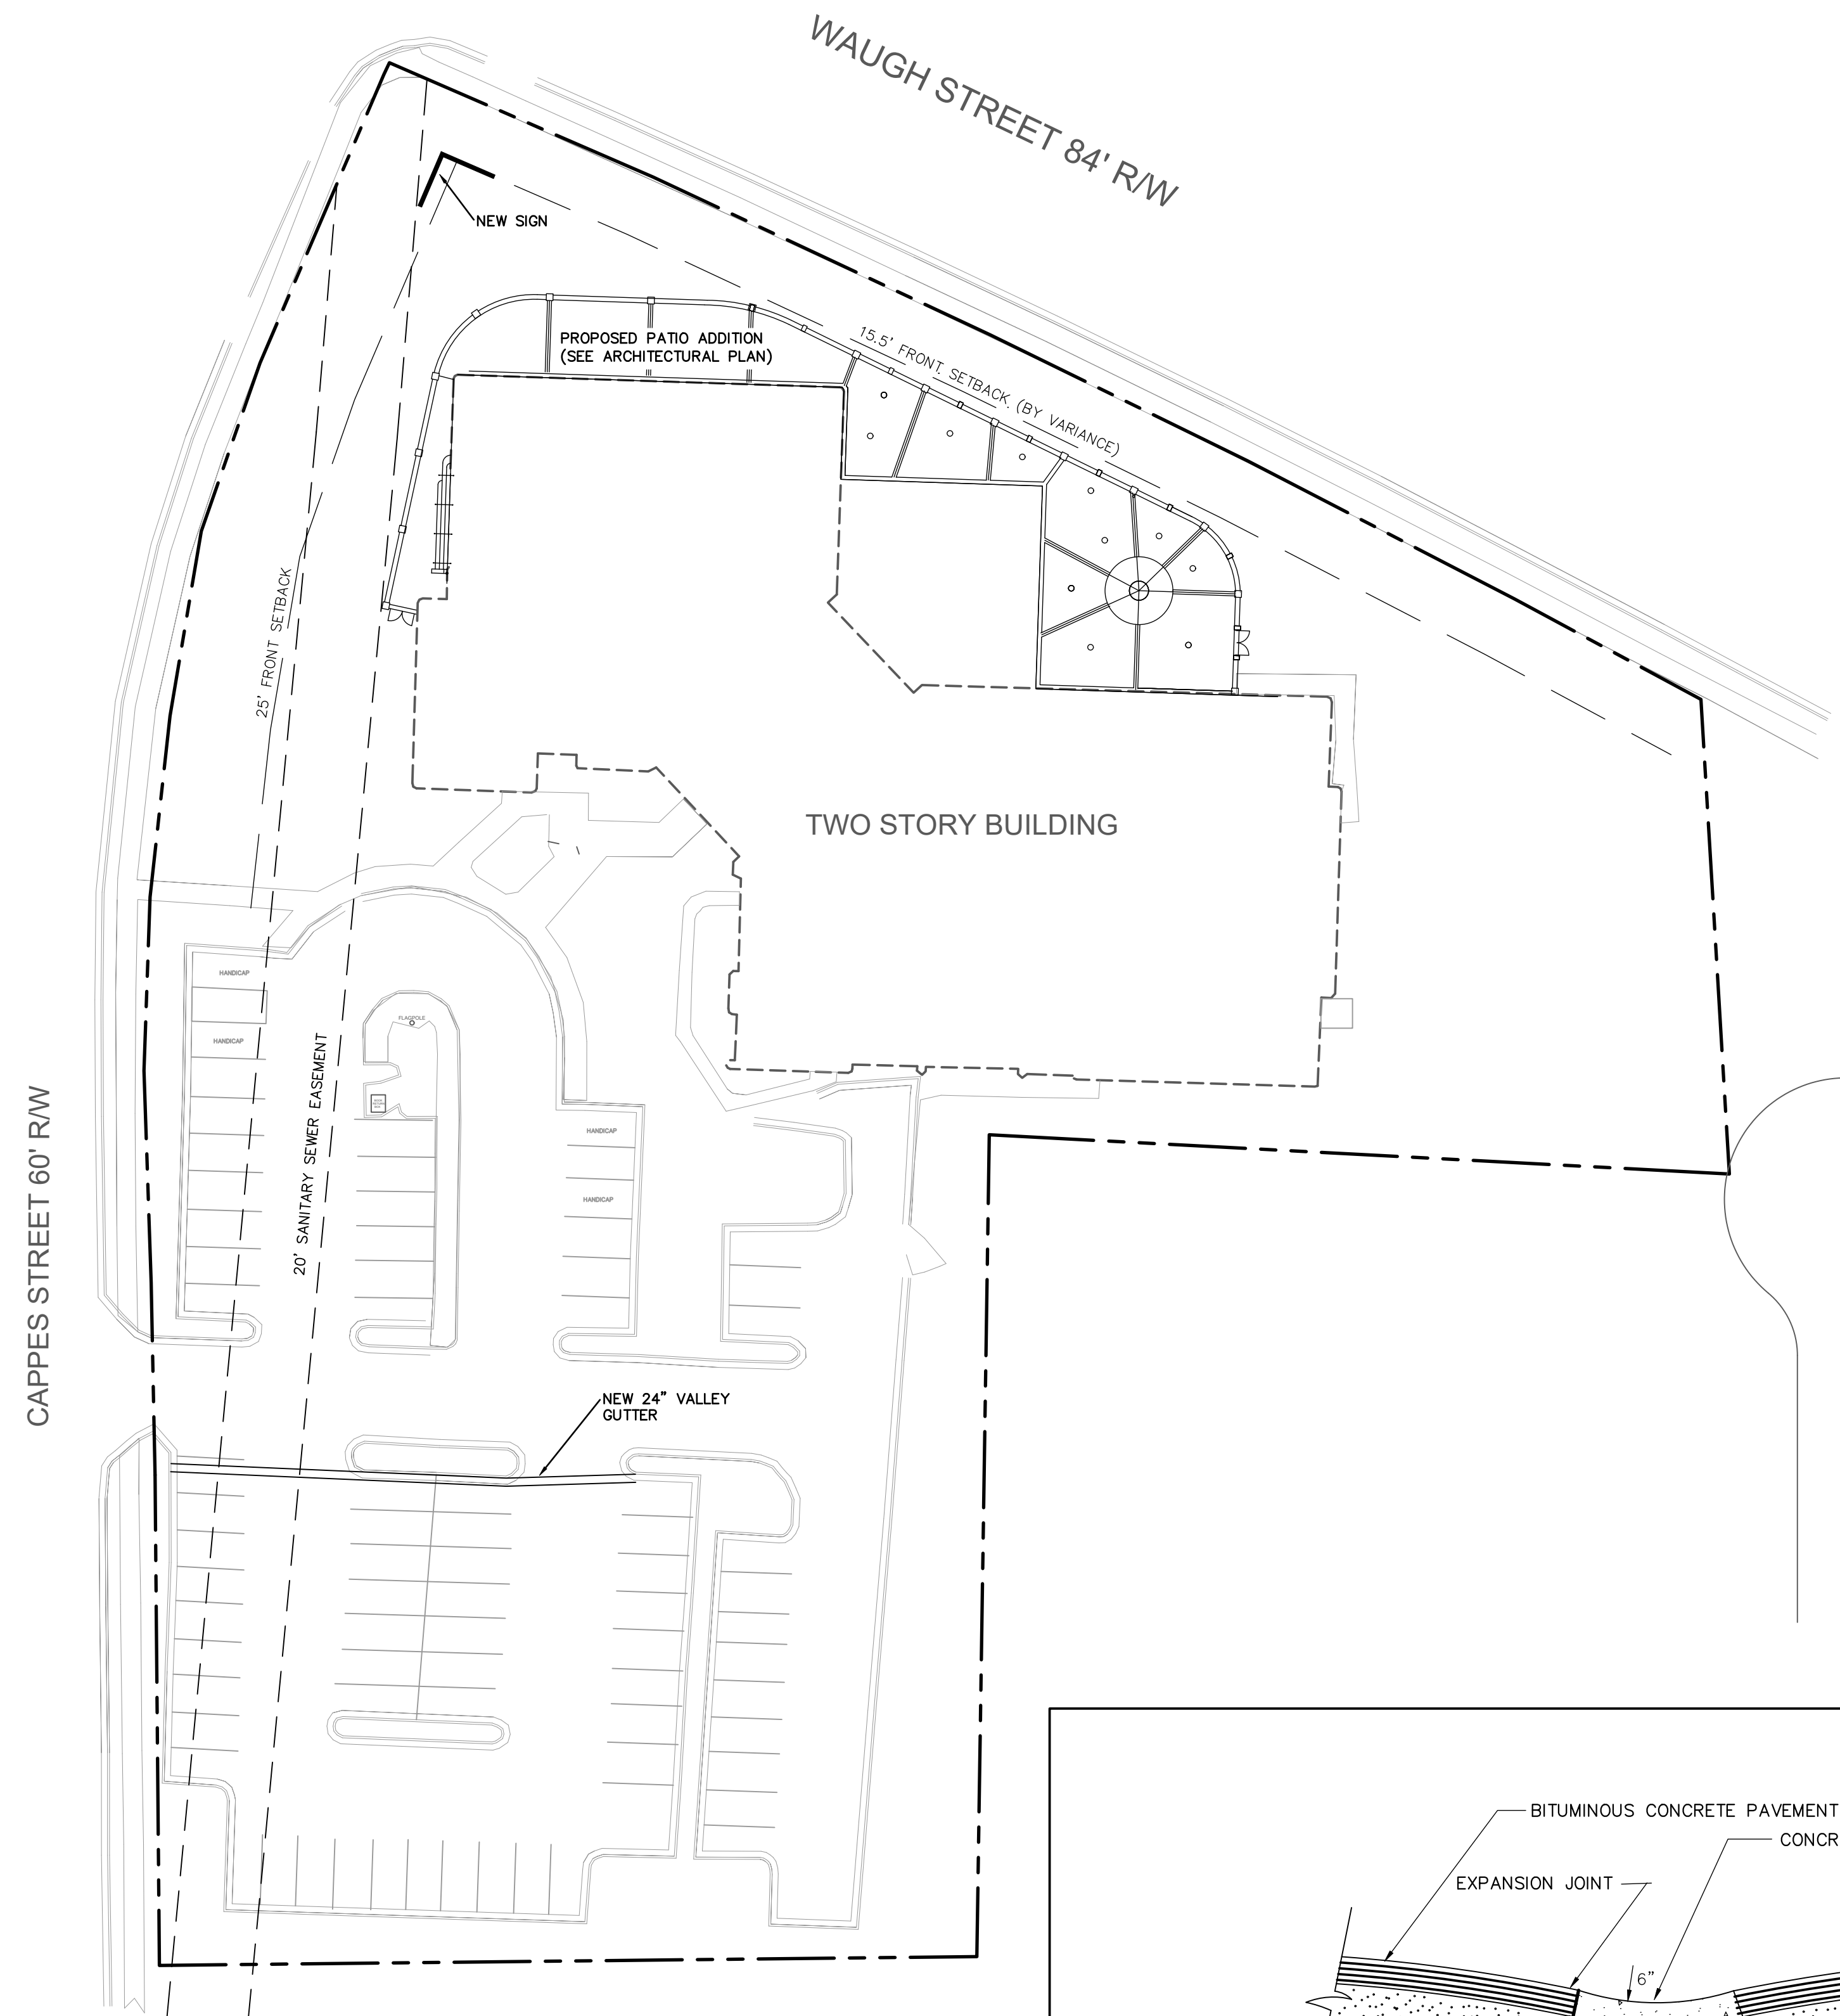 WAUGH STREET 84' R/W
NEW SIGN
PROPOSED PATIO ADDITION
(SEE ARCHITECTURAL PLAN)
15.5' FRONT. SETBACK. (BY VARIANCE)
25' FRONT SETBACK
TWO STORY BUILDING
HANDICAP
FLAGPOLE
HANDICAP
20' SANITARY SEWER EASEMENT
CAPPES STREET 60' R/W
HANDICAP
HANDICAP
NEW 24" VALLEY
GUTTER
BITUMINOUS CONCRETE PAVEMENT
CONCR
EXPANSION JOINT
6"